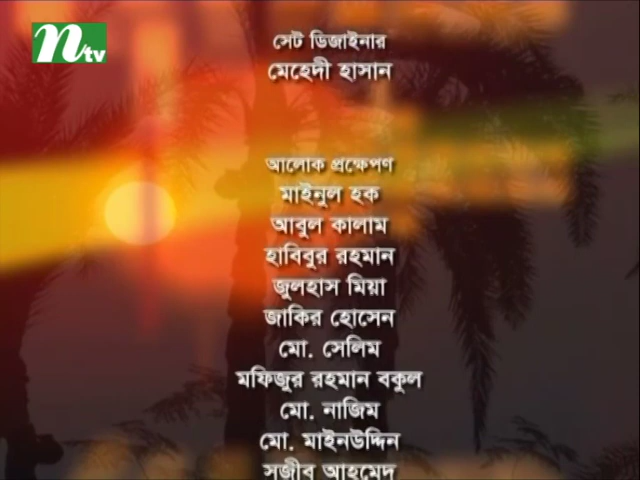 ntv
সেট ডিজাইনার
মেহেদী হাসান
আলোক প্রক্ষেপণ
মাইনুল হক
আবুল কালাম
হাবিবুর রহমান
জুলহাস মিয়া
জাকির হোসেন
মো. সেলিম
মফিজুর রহমান বকুল
মো. নাজিম
মো. মাইনউদ্দিন
সজীব আহমেদ